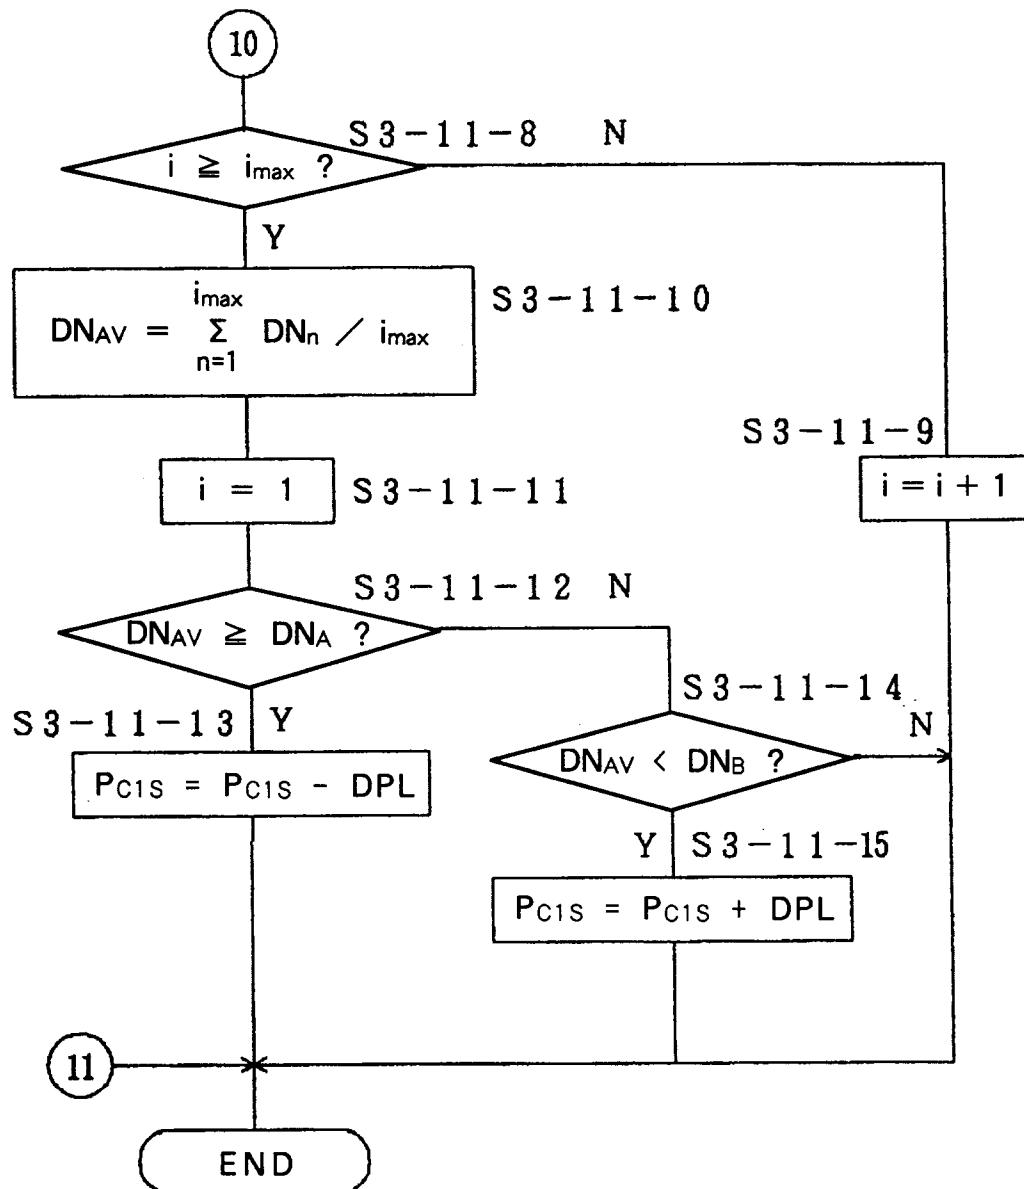 10
S3-11-8 N
i ≧ imax ?
Y
imax
DNAV = Σ DNn / imax
n=1
S3-11-10
S3-11-9
i = 1
S3-11-11
i = i + 1
S3-11-12 N
DNAV ≧ DNA ?
S3-11-13 Y
S3-11-14
N
PC1S = PC1S - DPL
DNAV < DNB ?
Y S3-11-15
PC1S = PC1S + DPL
11
END